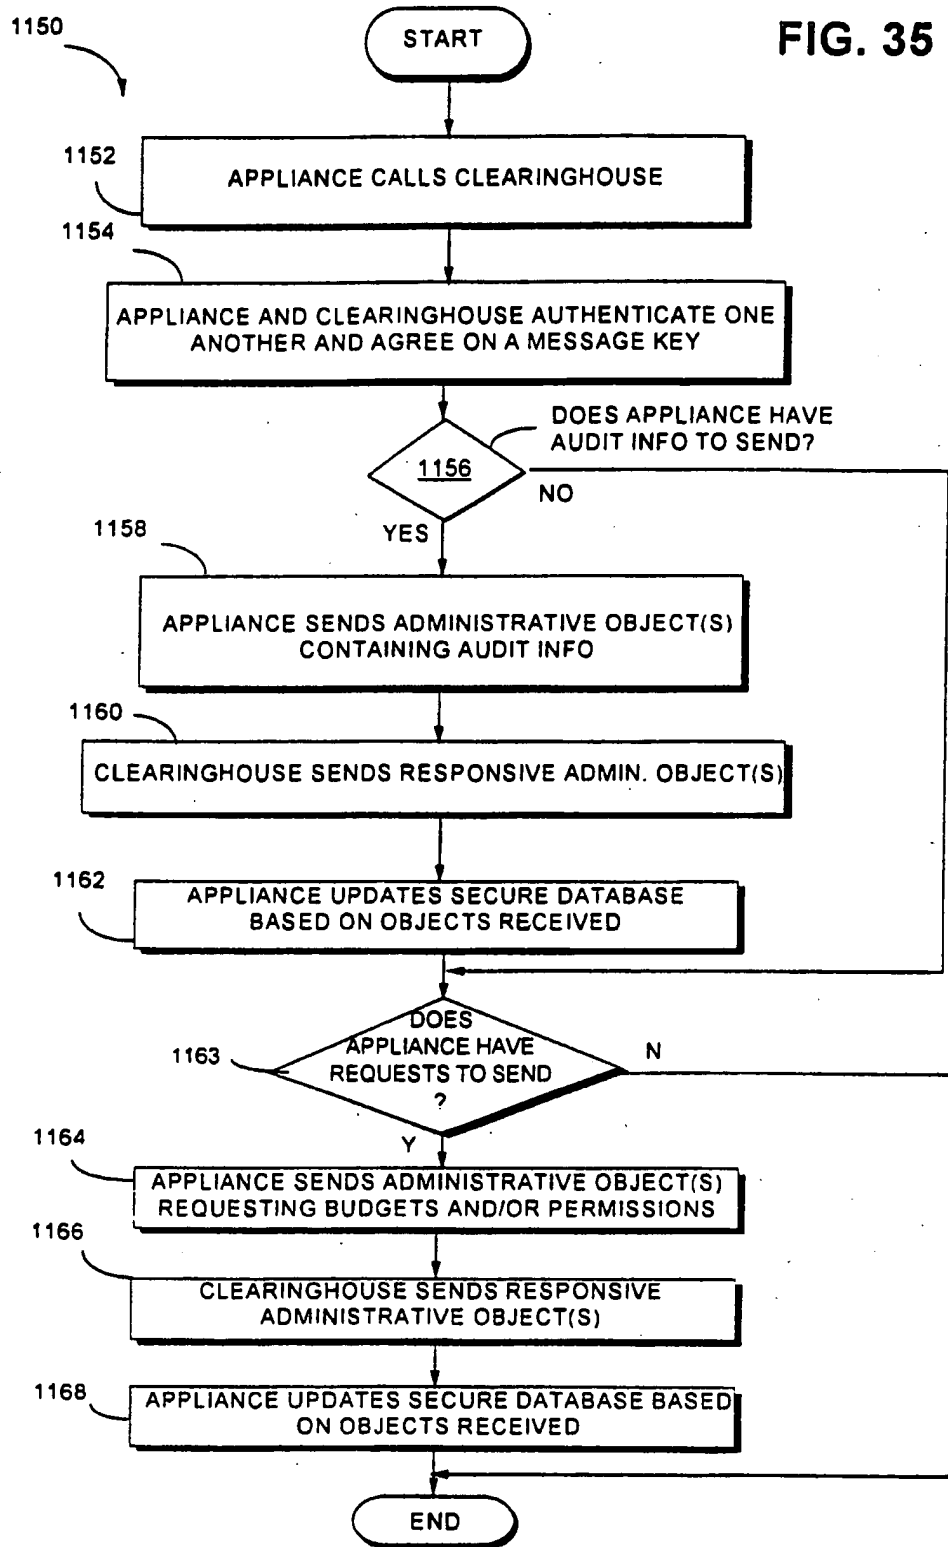 1150
START
FIG. 35
1152
APPLIANCE CALLS CLEARINGHOUSE
1154
APPLIANCE AND CLEARINGHOUSE AUTHENTICATE ONE
ANOTHER AND AGREE ON A MESSAGE KEY
DOES APPLIANCE HAVE
AUDIT INFO TO SEND?
1156
NO
YES
1158
APPLIANCE SENDS ADMINISTRATIVE OBJECT(S)
CONTAINING AUDIT INFO
1160
CLEARINGHOUSE SENDS RESPONSIVE ADMIN. OBJECT(S)
1162
APPLIANCE UPDATES SECURE DATABASE
BASED ON OBJECTS RECEIVED
1163
DOES
APPLIANCE HAVE
REQUESTS TO SEND
?
N
Y
1164
APPLIANCE SENDS ADMINISTRATIVE OBJECT(S)
REQUESTING BUDGETS AND/OR PERMISSIONS
1166
CLEARINGHOUSE SENDS RESPONSIVE
ADMINISTRATIVE OBJECT(S)
1168
APPLIANCE UPDATES SECURE DATABASE BASED
ON OBJECTS RECEIVED
END